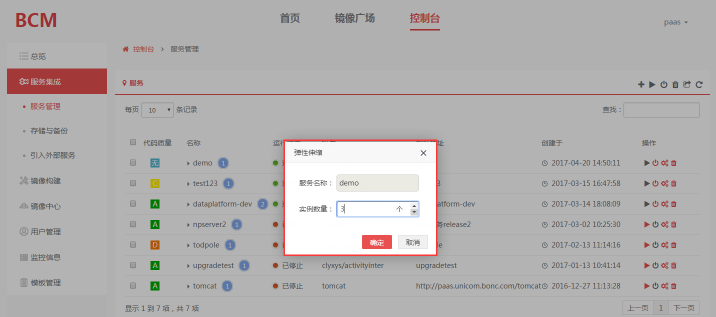 BCM
首页 镜像广场 控制台
paas
总览
服务集成
服务管理
存储与备份
引入外部服务
镜像构建
镜像中心
用户管理
监控信息
模板管理
控制台 > 服务管理
服务
每页 10 条记录
查找：
代码质量 名称 创建于 操作
无 demo 1 2017-04-20 14:50:11
C test123 1 2017-03-15 16:47:58
A dataplatform-dev 2 atform-dev 2017-03-14 18:08:09
A npserver2 1 release2 2017-03-02 10:25:30
D todpole 1 2017-02-13 11:14:16
A upgradetest 1 已停止 clyxys/activityinter upgradetest 2017-01-13 10:41:14
A tomcat 1 已停止 tomcat http://paas.unicom.bonc.com/tomcat 2016-12-27 11:13:28
显示 1 到 7 项，共 7 项
上一页 1 下一页
弹性伸缩
服务名称： demo
实例数量： 3 个
确定 取消